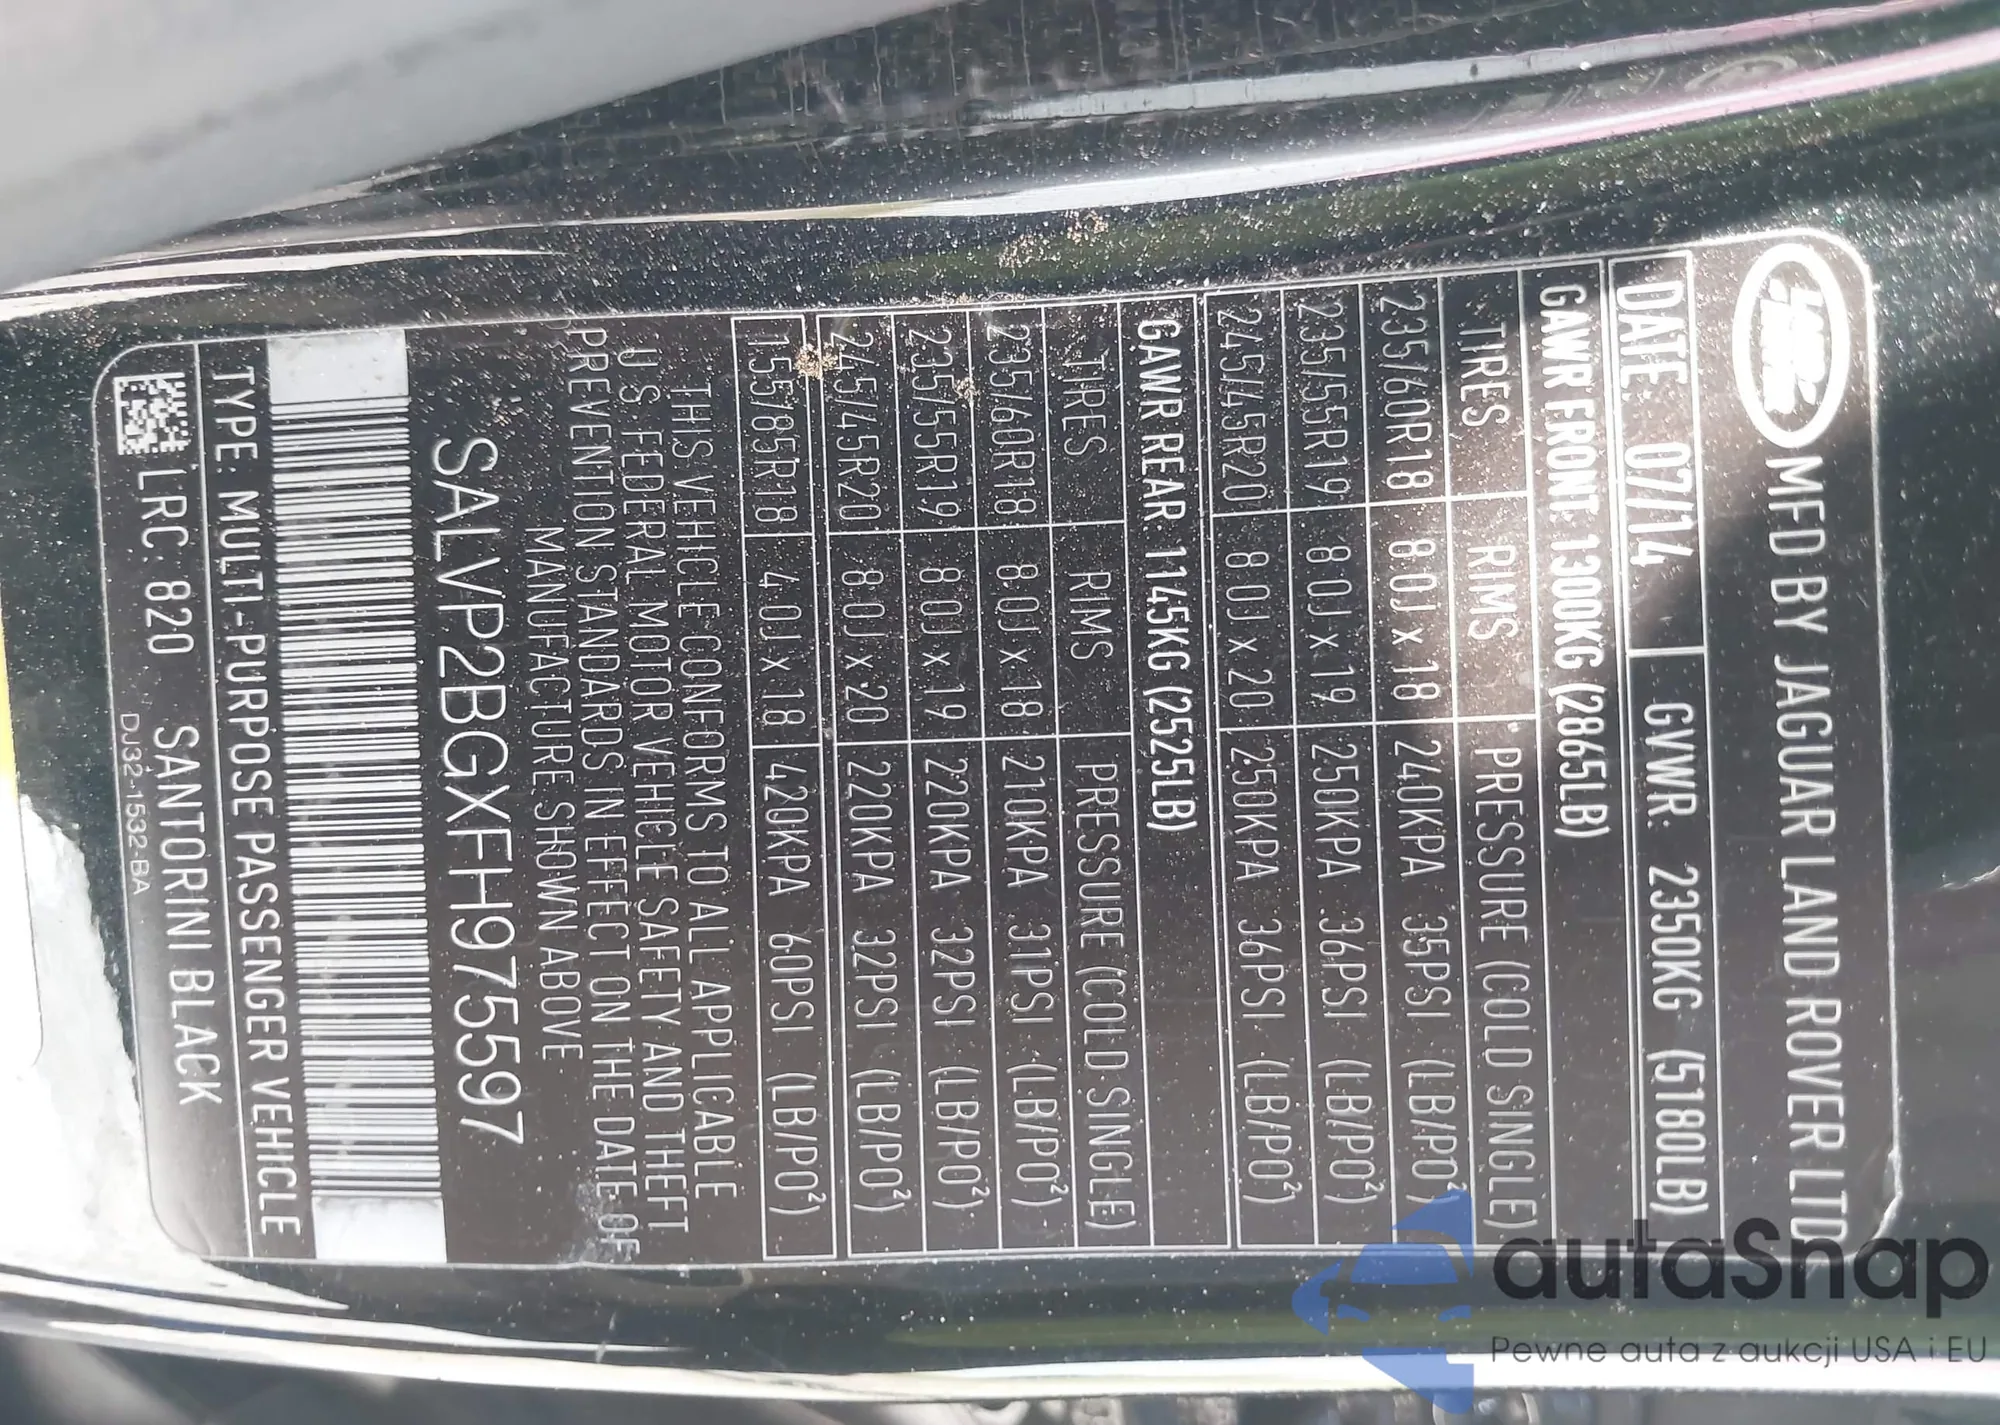 LAND ROVER MFD BY JAGUAR LAND ROVER LTD
DATE: 07/14 GVWR: 2350KG (5180LB)
GAWR FRONT: 1300KG (2865LB)
TIRES RIMS PRESSURE (COLD SINGLE)
235/60R18 8.0J x 18 240KPA 35PSI (LB/PO²)
235/55R19 8.0J x 19 250KPA 36PSI (LB/PO²)
245/45R20 8.0J x 20 250KPA 36PSI (LB/PO²)
GAWR REAR: 1145KG (2525LB)
TIRES RIMS PRESSURE (COLD SINGLE)
235/60R18 8.0J x 18 210KPA 31PSI (LB/PO²)
235/55R19 8.0J x 19 220KPA 32PSI (LB/PO²)
245/45R20 8.0J x 20 220KPA 32PSI (LB/PO²)
155/85R18 4.0J x 18 420KPA 60PSI (LB/PO²)
THIS VEHICLE CONFORMS TO ALL APPLICABLE
U.S. FEDERAL MOTOR VEHICLE SAFETY AND THEFT
PREVENTION STANDARDS IN EFFECT ON THE DATE OF
MANUFACTURE SHOWN ABOVE
SALVP2BGXFH975597
TYPE: MULTI-PURPOSE PASSENGER VEHICLE
LRC: 820 SANTORINI BLACK
DJ32-1532-BA
autaSnap
Pewne auta z aukcji USA i EU